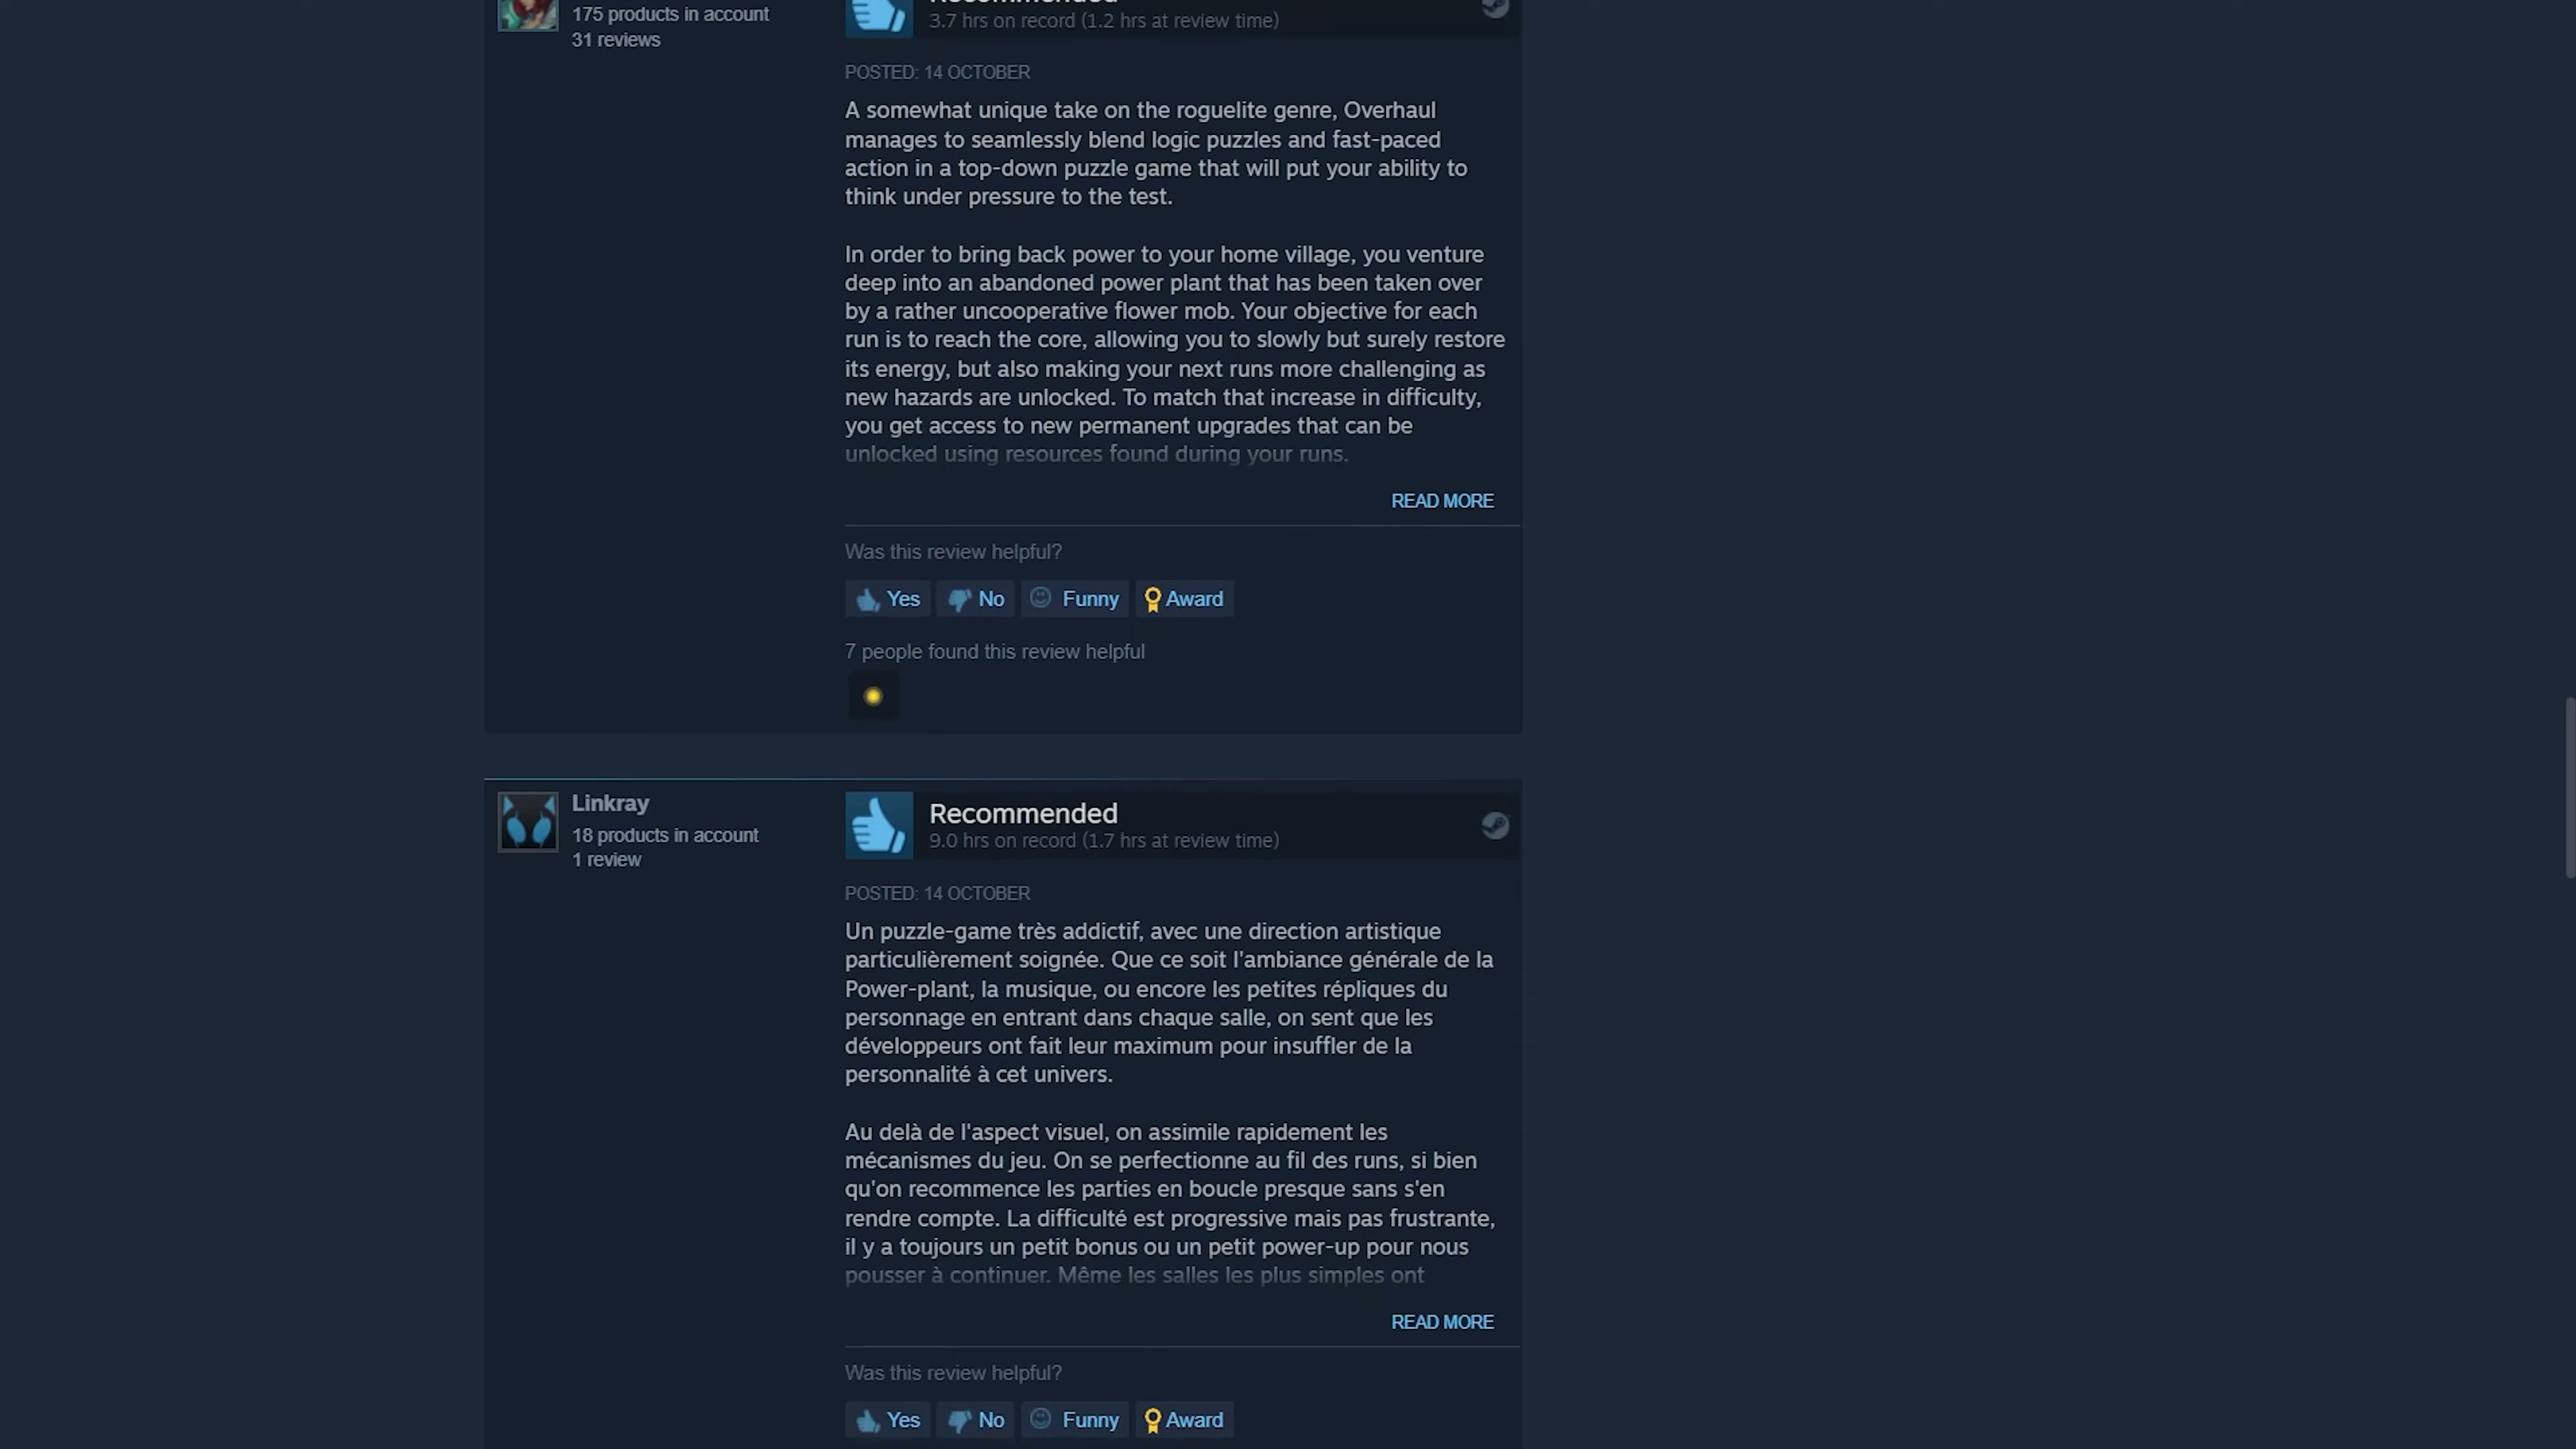 175 products in account
31 reviews
Recommended
3.7 hrs on record (1.2 hrs at review time)
POSTED: 14 OCTOBER
A somewhat unique take on the roguelite genre, Overhaul
manages to seamlessly blend logic puzzles and fast-paced
action in a top-down puzzle game that will put your ability to
think under pressure to the test.
In order to bring back power to your home village, you venture
deep into an abandoned power plant that has been taken over
by a rather uncooperative flower mob. Your objective for each
run is to reach the core, allowing you to slowly but surely restore
its energy, but also making your next runs more challenging as
new hazards are unlocked. To match that increase in difficulty,
you get access to new permanent upgrades that can be
unlocked using resources found during your runs.
READ MORE
Was this review helpful?
Yes No Funny Award
7 people found this review helpful
Linkray
18 products in account
1 review
Recommended
9.0 hrs on record (1.7 hrs at review time)
POSTED: 14 OCTOBER
Un puzzle-game très addictif, avec une direction artistique
particulièrement soignée. Que ce soit l'ambiance générale de la
Power-plant, la musique, ou encore les petites répliques du
personnage en entrant dans chaque salle, on sent que les
développeurs ont fait leur maximum pour insuffler de la
personnalité à cet univers.
Au delà de l'aspect visuel, on assimile rapidement les
mécanismes du jeu. On se perfectionne au fil des runs, si bien
qu'on recommence les parties en boucle presque sans s'en
rendre compte. La difficulté est progressive mais pas frustrante,
il y a toujours un petit bonus ou un petit power-up pour nous
pousser à continuer. Même les salles les plus simples ont
READ MORE
Was this review helpful?
Yes No Funny Award